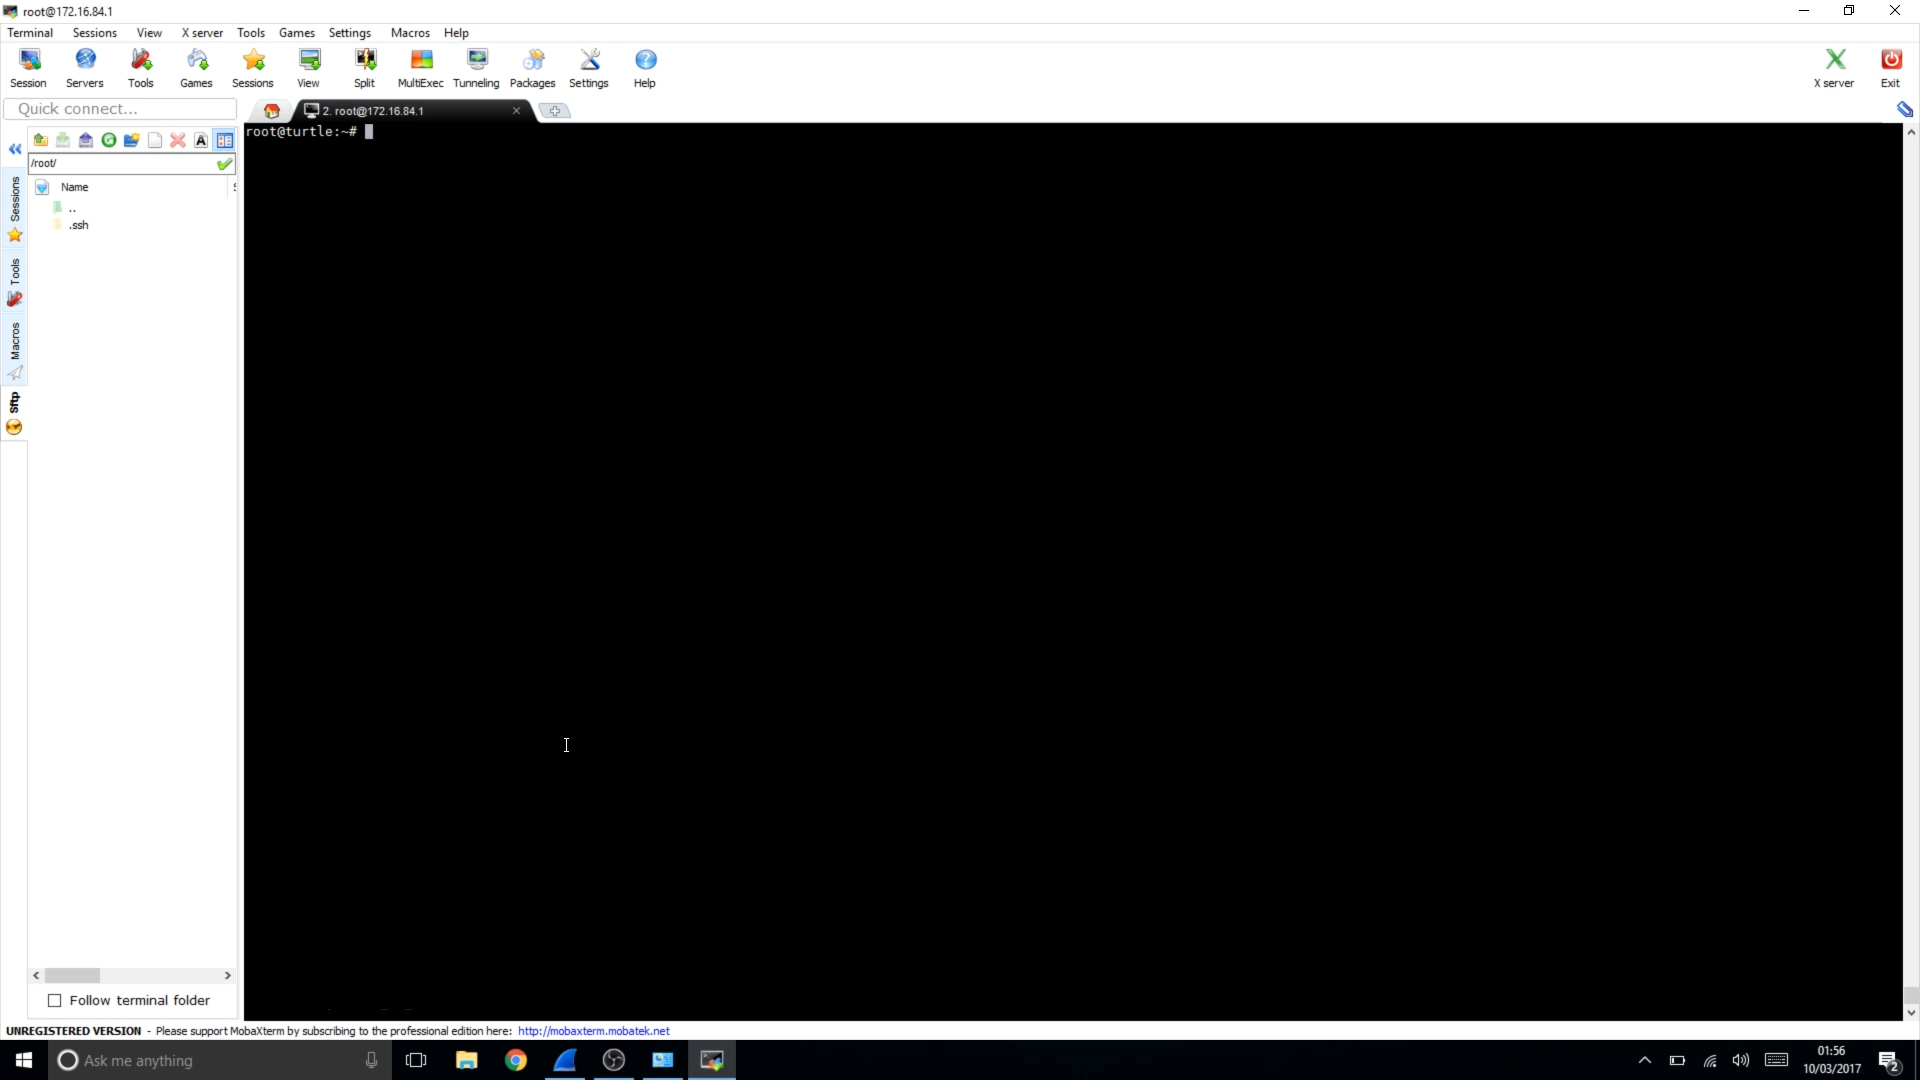 root@172.16.84.1
Terminal Sessions View X server Tools Games Settings Macros Help
Session Servers Tools Games Sessions View Split MultiExec Tunneling Packages Settings Help X server Exit
Quick connect...
2. root@172.16.84.1
root@turtle:~#
/root/
Name
..
.ssh
Sessions
Tools
Macros
Sftp
Follow terminal folder
UNREGISTERED VERSION - Please support MobaXterm by subscribing to the professional edition here: http://mobaxterm.mobatek.net
Ask me anything
01:56
10/03/2017
2